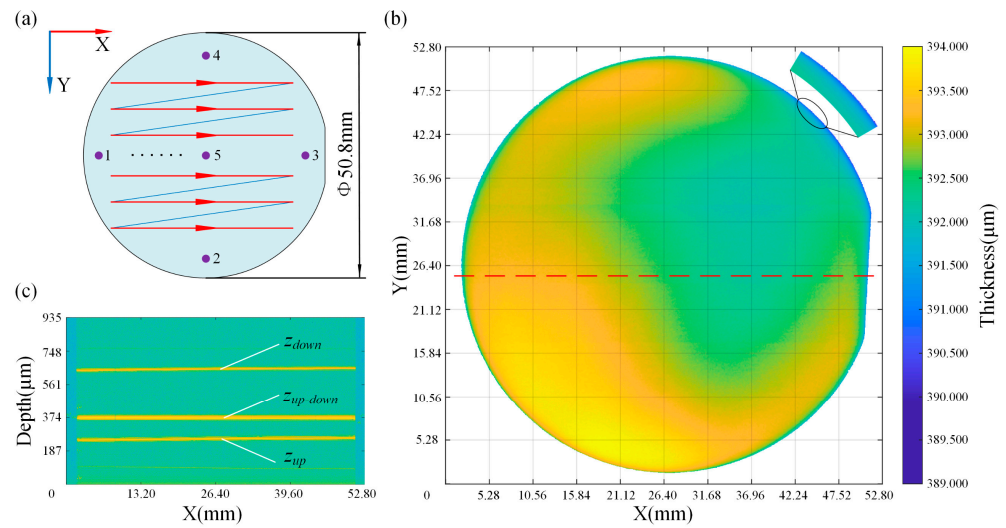 (a)
X
Y
4
1
5
3
2
Φ50.8mm
(b)
52.80
47.52
42.24
36.96
31.68
26.40
21.12
15.84
10.56
5.28
0
Y(mm)
5.28 10.56 15.84 21.12 26.40 31.68 36.96 42.24 47.52 52.80
X(mm)
394.000
393.500
393.000
392.500
392.000
391.500
391.000
390.500
390.000
389.500
389.000
Thickness(μm)
(c)
935
748
561
374
187
0
Depth(μm)
z down
z up-down
z up
13.20 26.40 39.60 52.80
X(mm)